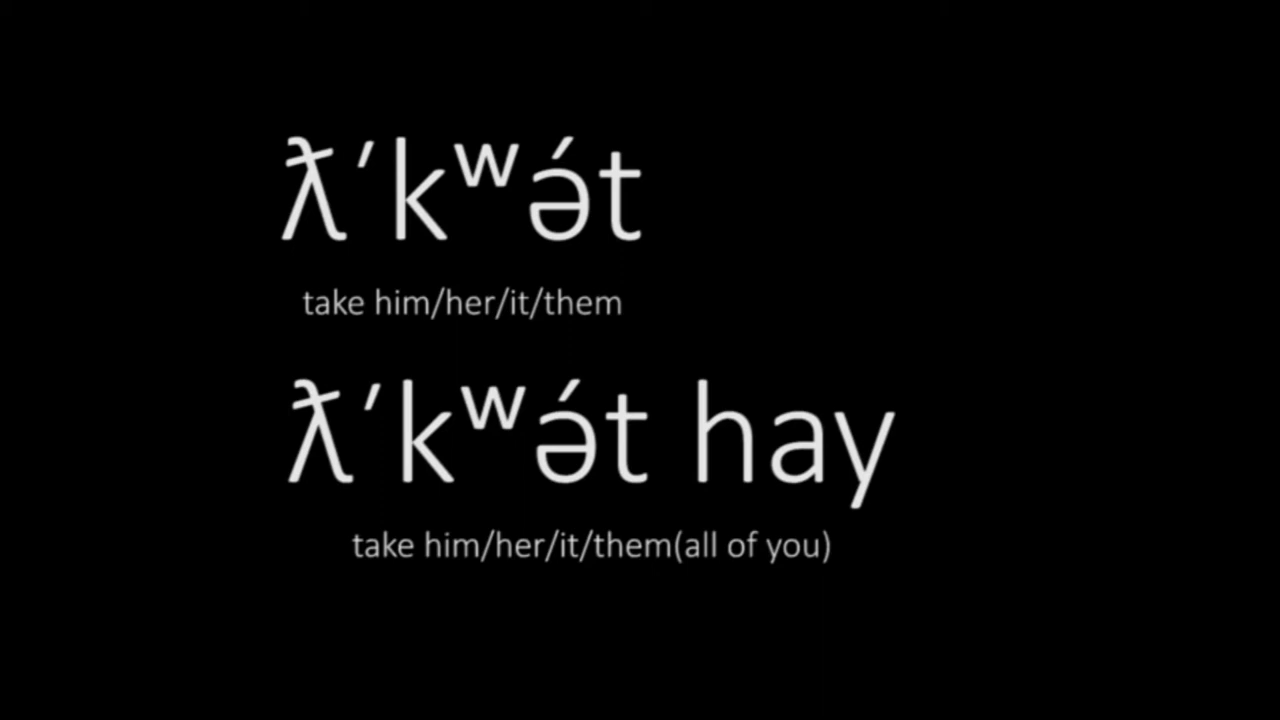 ƛ′kʷə́t
take him/her/it/them
ƛ′kʷə́t hay
take him/her/it/them(all of you)